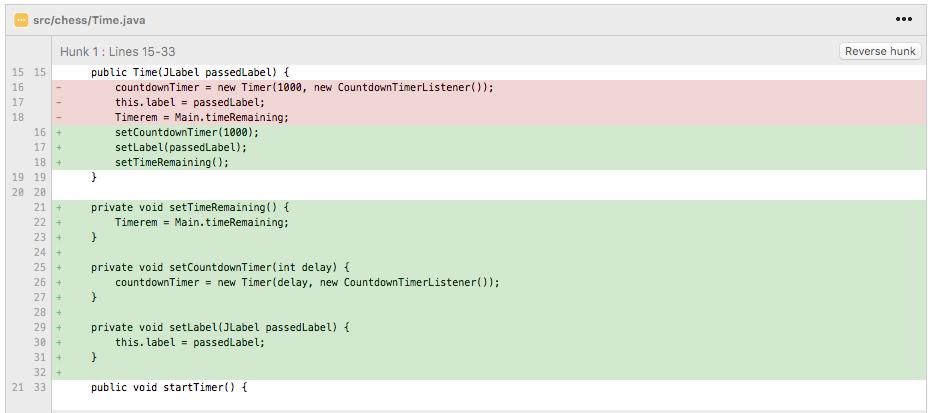 src/chess/Time.java •••
Hunk 1 : Lines 15-33 Reverse hunk
15 15 public Time(JLabel passedLabel) {
16 - countdownTimer = new Timer(1000, new CountdownTimerListener());
17 - this.label = passedLabel;
18 - Timerem = Main.timeRemaining;
16 + setCountdownTimer(1000);
17 + setLabel(passedLabel);
18 + setTimeRemaining();
19 19 }
20 20
21 + private void setTimeRemaining() {
22 + Timerem = Main.timeRemaining;
23 + }
24 +
25 + private void setCountdownTimer(int delay) {
26 + countdownTimer = new Timer(delay, new CountdownTimerListener());
27 + }
28 +
29 + private void setLabel(JLabel passedLabel) {
30 + this.label = passedLabel;
31 + }
32 +
21 33 public void startTimer() {